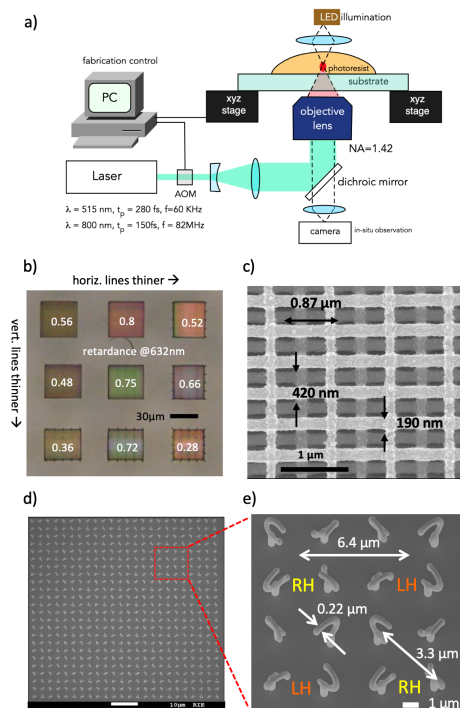 a)
LED illumination
fabrication control
photoresist
substrate
PC
xyz
stage
objective
lens
xyz
stage
NA=1.42
Laser
AOM
dichroic mirror
λ = 515 nm, tp = 280 fs, f=60 KHz
λ = 800 nm, tp = 150fs, f = 82MHz
camera
in-situ observation
b)
horiz. lines thiner →
vert. lines thinner →
0.56
0.8
0.52
retardance @632nm
0.48
0.75
0.66
30μm
0.36
0.72
0.28
c)
0.87 μm
420 nm
190 nm
1 μm
d)
10μm RIE
e)
6.4 μm
RH
LH
0.22 μm
3.3 μm
LH
RH
1 μm